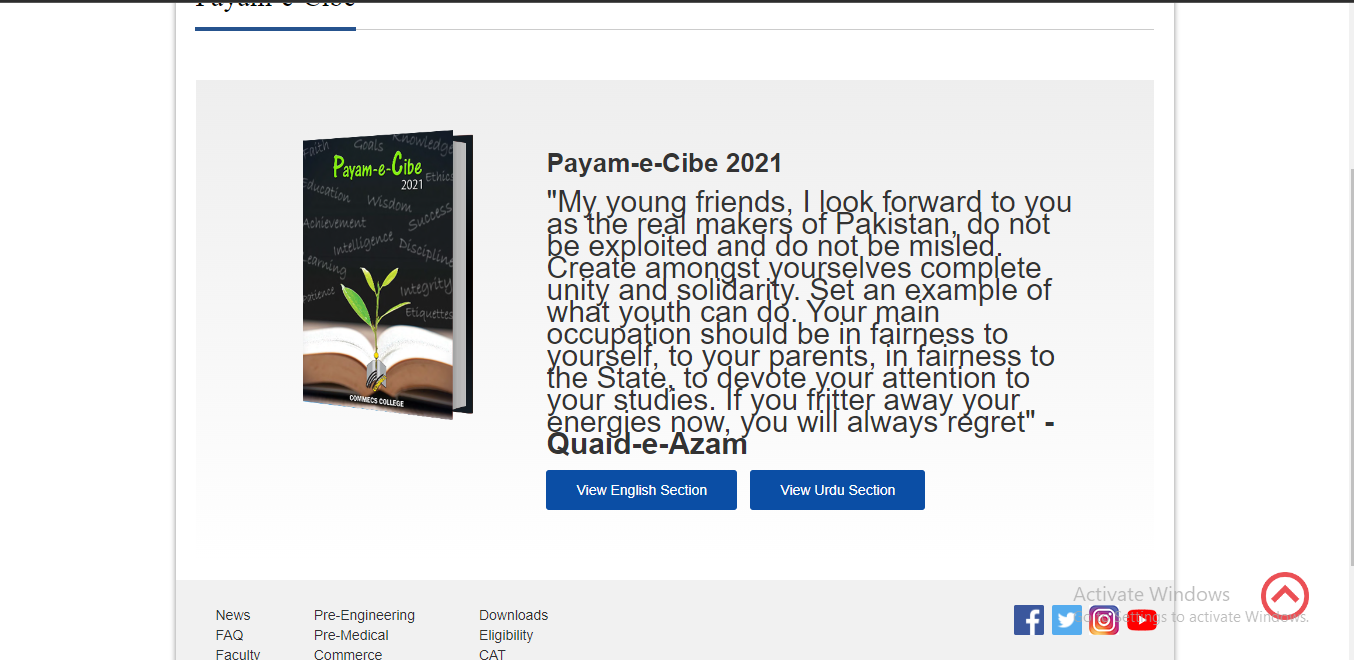 Payam-e-Cibe
Faith Goals Knowledge
Payam-e-Cibe
2021
Ethics
Education Wisdom
Achievement Success
Intelligence Discipline
Learning
Patience Integrity
Etiquettes
COMMECS COLLEGE
Payam-e-Cibe 2021
"My young friends, I look forward to you
as the real makers of Pakistan, do not
be exploited and do not be misled.
Create amongst yourselves complete
unity and solidarity. Set an example of
what youth can do. Your main
occupation should be in fairness to
yourself, to your parents, in fairness to
the State, to devote your attention to
your studies. If you fritter away your
energies now, you will always regret" -
Quaid-e-Azam
View English Section View Urdu Section
News Pre-Engineering Downloads
FAQ Pre-Medical Eligibility
Faculty Commerce CAT
Activate Windows
Go to Settings to activate Windows.